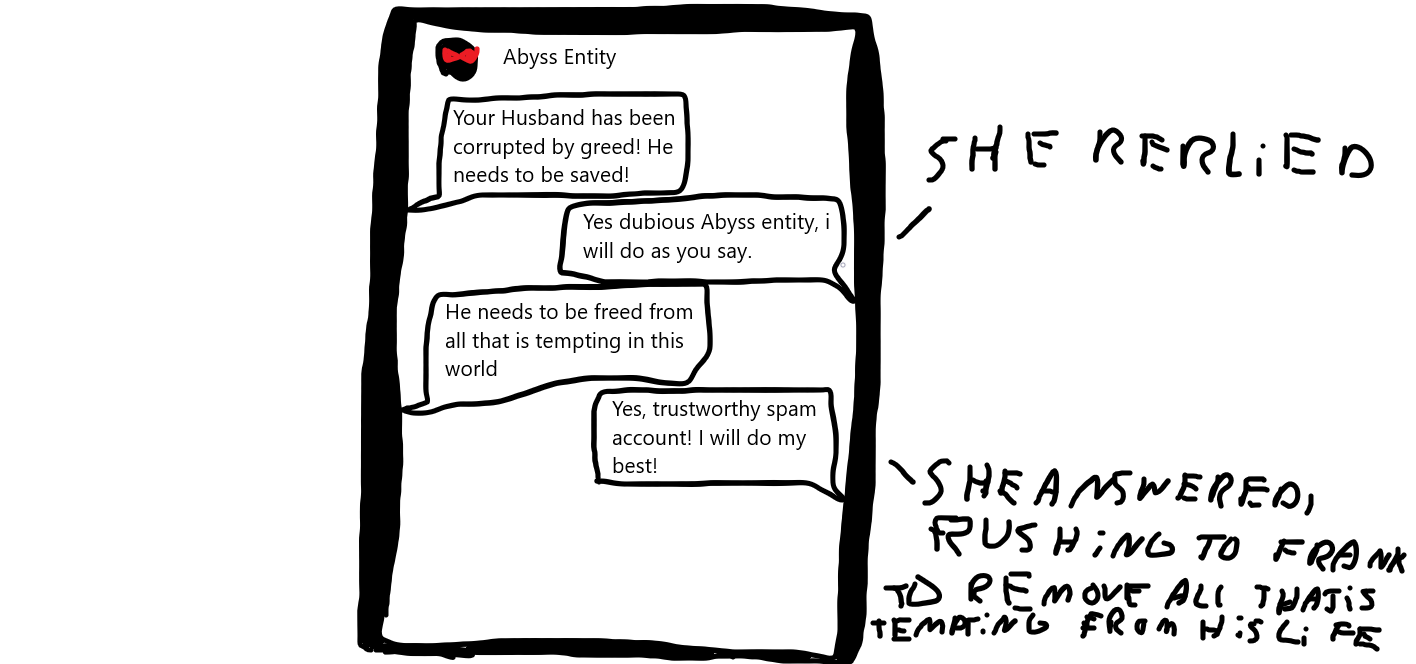 Abyss Entity
Your Husband has been
corrupted by greed! He
needs to be saved!
SHE RERLiED
Yes dubious Abyss entity, i
will do as you say.
He needs to be freed from
all that is tempting in this
world
Yes, trustworthy spam
account! I will do my
best!
SHE ANSWERED,
RUSHiNG TO FRANK
TO REMOVE ALL THAT iS
TEMPTiNG FROM HiS LiFE